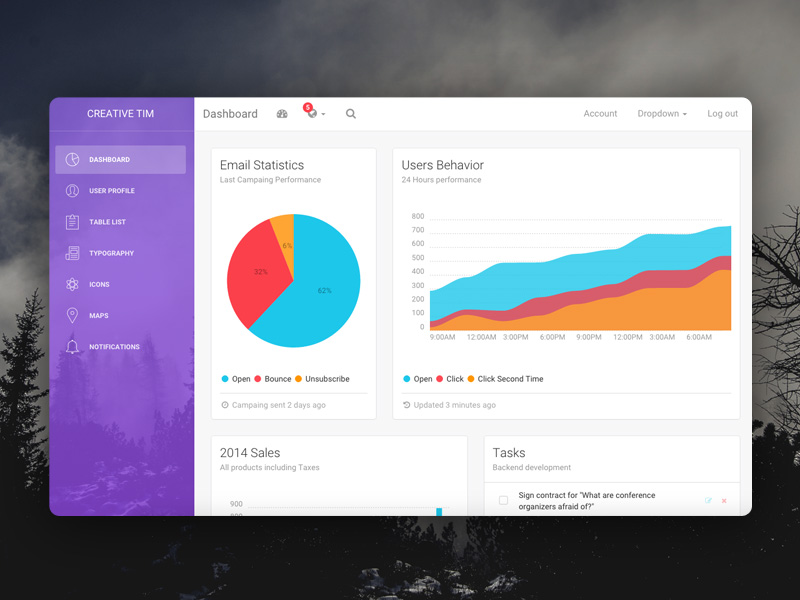 CREATIVE TIM
DASHBOARD
USER PROFILE
TABLE LIST
TYPOGRAPHY
ICONS
MAPS
NOTIFICATIONS
Dashboard
5
Account
Dropdown
Log out
Email Statistics
Last Campaing Performance
6%
32%
62%
Open Bounce Unsubscribe
Campaing sent 2 days ago
Users Behavior
24 Hours performance
800
700
600
500
400
300
200
100
0
9:00AM 12:00AM 3:00PM 6:00PM 9:00PM 12:00PM 3:00AM 6:00AM
Open Click Click Second Time
Updated 3 minutes ago
2014 Sales
All products including Taxes
900
800
Tasks
Backend development
Sign contract for "What are conference
organizers afraid of?"